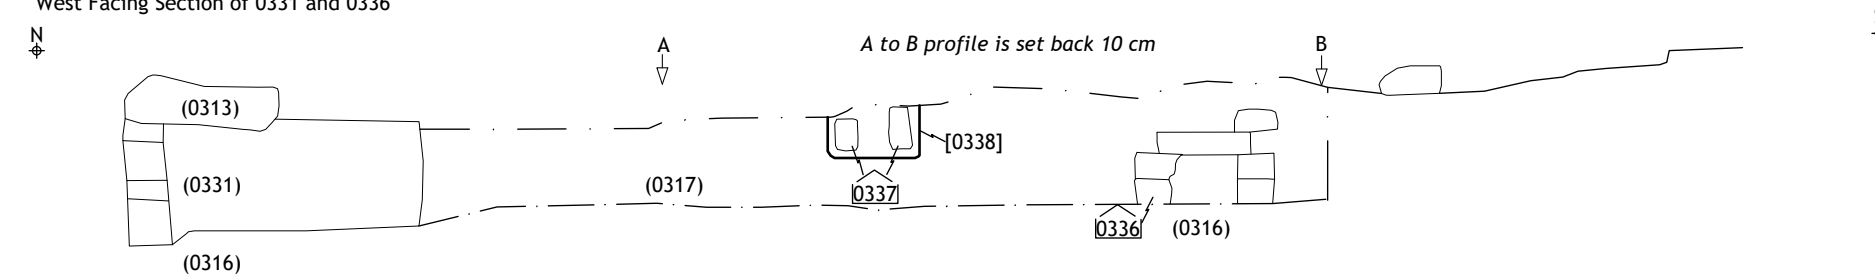 West Facing Section of 0331 and 0336
N
A
A to B profile is set back 10 cm
B
(0313)
[0338]
(0331)
(0317)
0337
0336
(0316)
(0316)